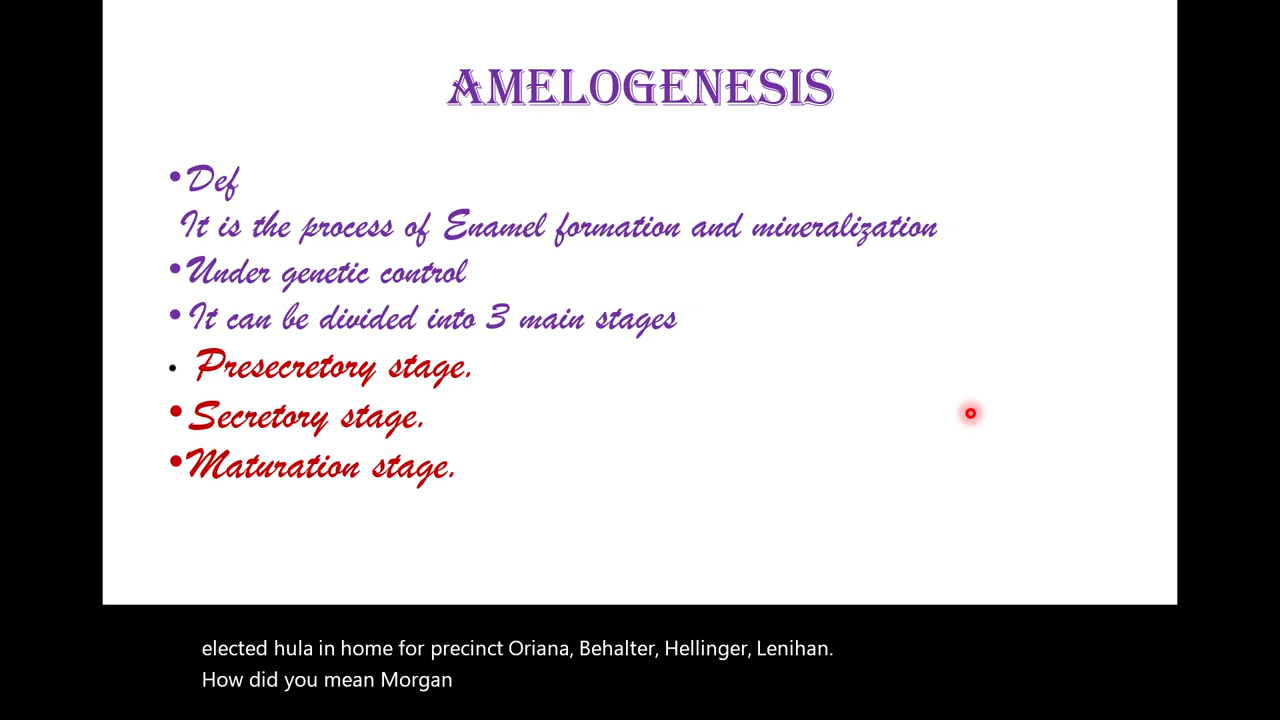 AMELOGENESIS
•Def
It is the process of Enamel formation and mineralization
•Under genetic control
•It can be divided into 3 main stages
• Presecretory stage.
•Secretory stage.
•Maturation stage.
elected hula in home for precinct Oriana, Behalter, Hellinger, Lenihan.
How did you mean Morgan